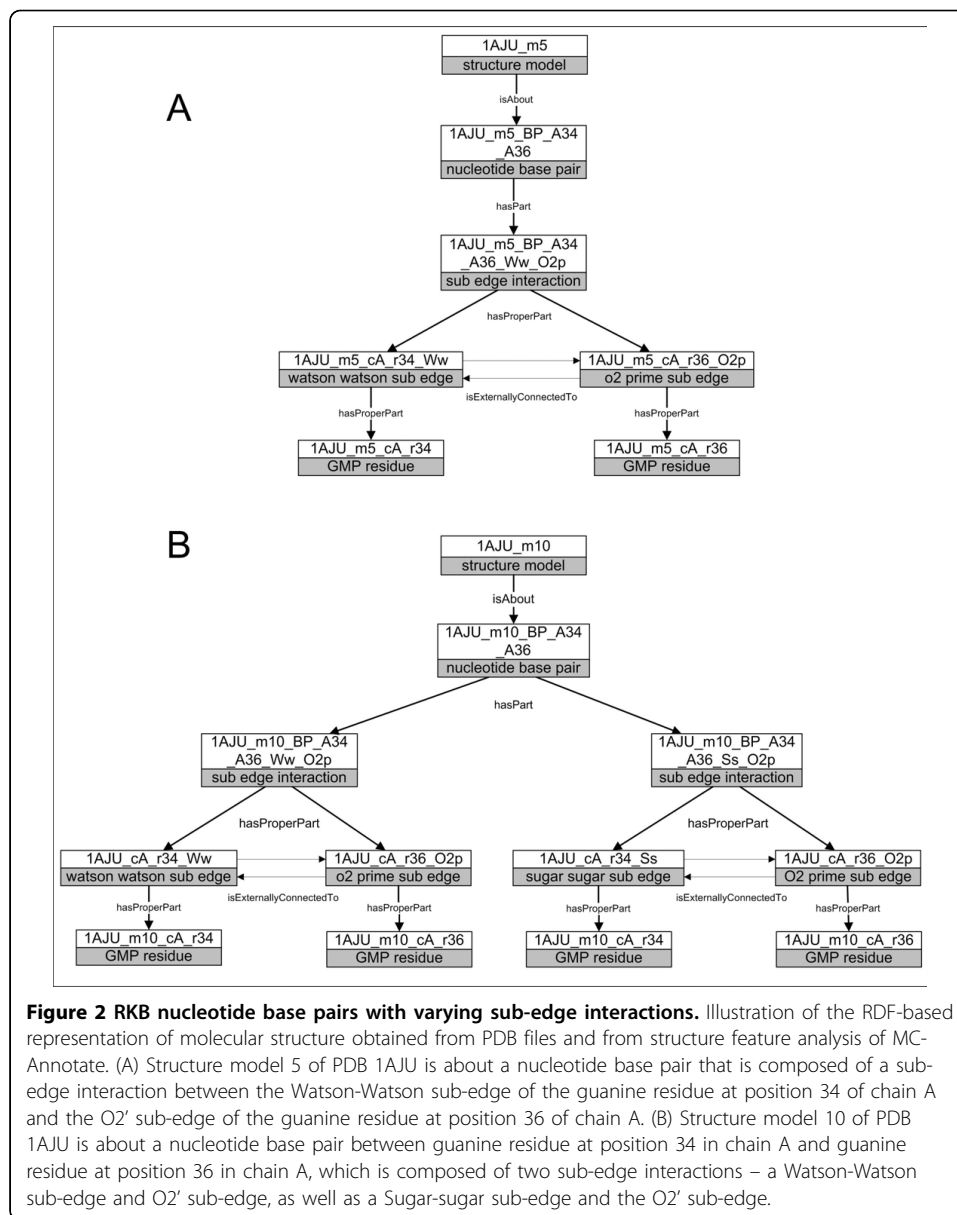 A
1AJU_m5
structure model
isAbout
1AJU_m5_BP_A34
_A36
nucleotide base pair
hasPart
1AJU_m5_BP_A34
_A36_Ww_O2p
sub edge interaction
hasProperPart
1AJU_m5_cA_r34_Ww
watson watson sub edge
1AJU_m5_cA_r36_O2p
o2 prime sub edge
isExternallyConnectedTo
hasProperPart
hasProperPart
1AJU_m5_cA_r34
GMP residue
1AJU_m5_cA_r36
GMP residue
B
1AJU_m10
structure model
isAbout
1AJU_m10_BP_A34
_A36
nucleotide base pair
hasPart
1AJU_m10_BP_A34
_A36_Ww_O2p
sub edge interaction
1AJU_m10_BP_A34
_A36_Ss_O2p
sub edge interaction
hasProperPart
hasProperPart
1AJU_cA_r34_Ww
watson watson sub edge
1AJU_cA_r36_O2p
o2 prime sub edge
1AJU_cA_r34_Ss
sugar sugar sub edge
1AJU_cA_r36_O2p
O2 prime sub edge
isExternallyConnectedTo
isExternallyConnectedTo
hasProperPart
hasProperPart
hasProperPart
hasProperPart
1AJU_m10_cA_r34
GMP residue
1AJU_m10_cA_r36
GMP residue
1AJU_m10_cA_r34
GMP residue
1AJU_m10_cA_r36
GMP residue
Figure 2 RKB nucleotide base pairs with varying sub-edge interactions. Illustration of the RDF-based
representation of molecular structure obtained from PDB files and from structure feature analysis of MC-
Annotate. (A) Structure model 5 of PDB 1AJU is about a nucleotide base pair that is composed of a sub-
edge interaction between the Watson-Watson sub-edge of the guanine residue at position 34 of chain A
and the O2’ sub-edge of the guanine residue at position 36 of chain A. (B) Structure model 10 of PDB
1AJU is about a nucleotide base pair between guanine residue at position 34 in chain A and guanine
residue at position 36 in chain A, which is composed of two sub-edge interactions – a Watson-Watson
sub-edge and O2’ sub-edge, as well as a Sugar-sugar sub-edge and the O2’ sub-edge.